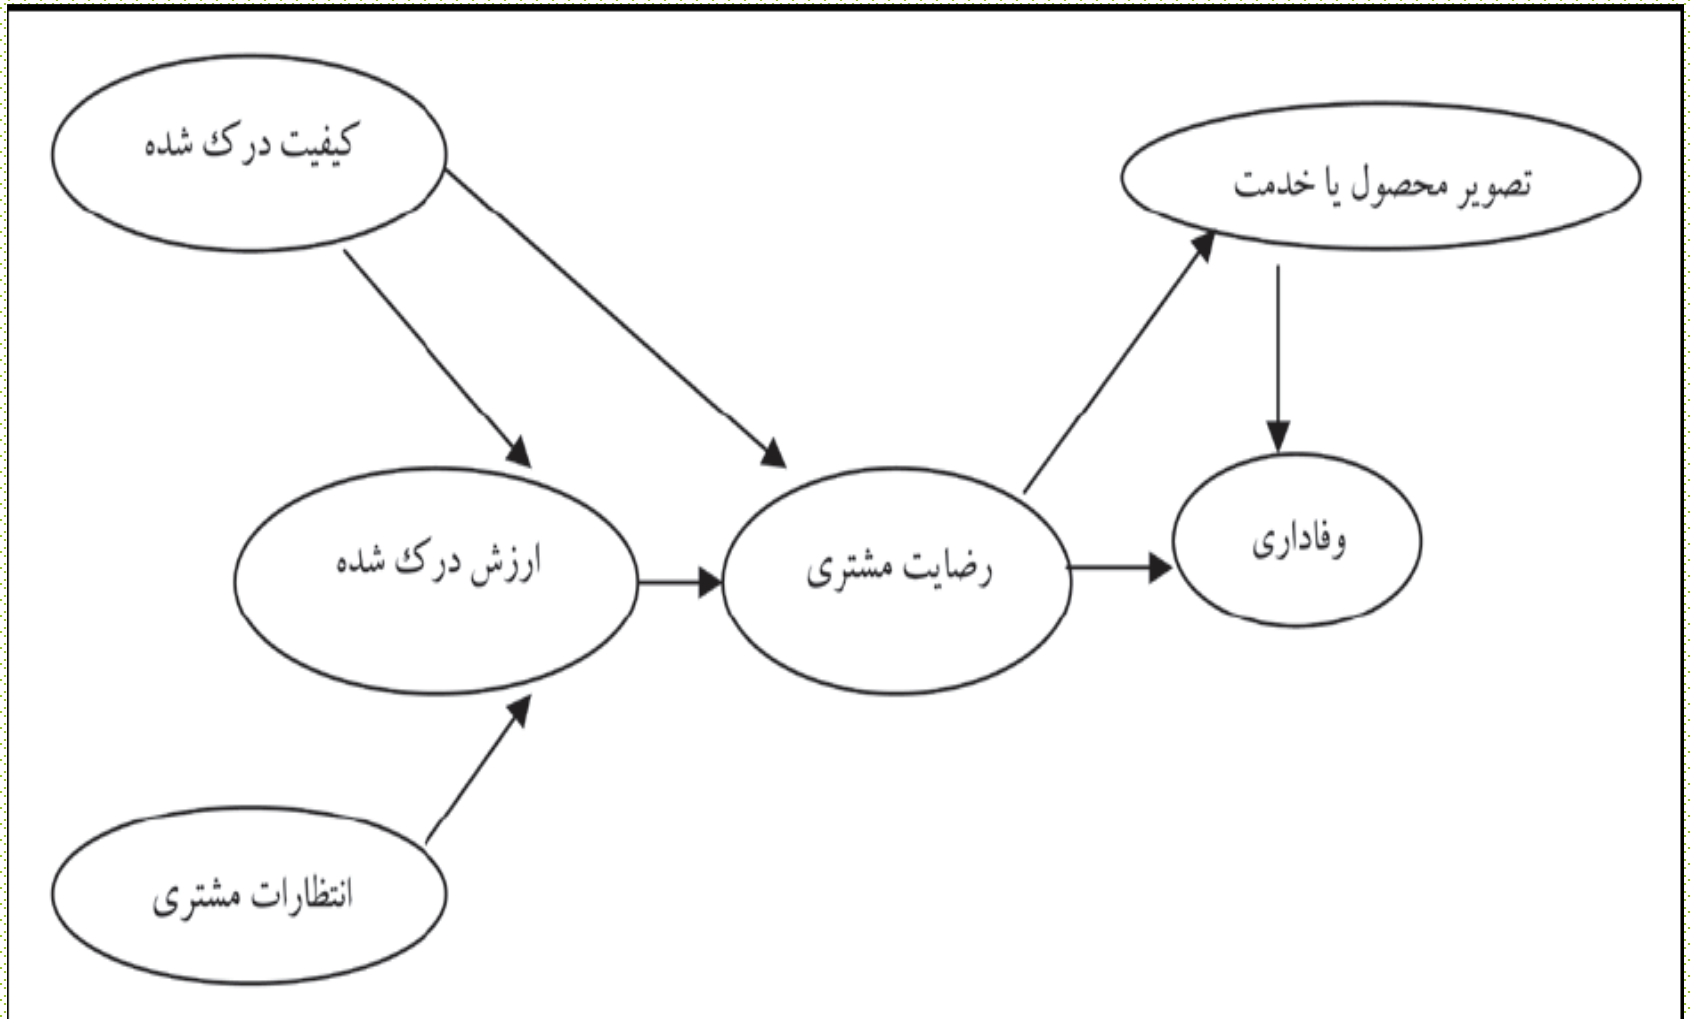 کیفیت درک شده
تصویر محصول یا خدمت
ارزش درک شده
رضایت مشتری
وفاداری
انتظارات مشتری